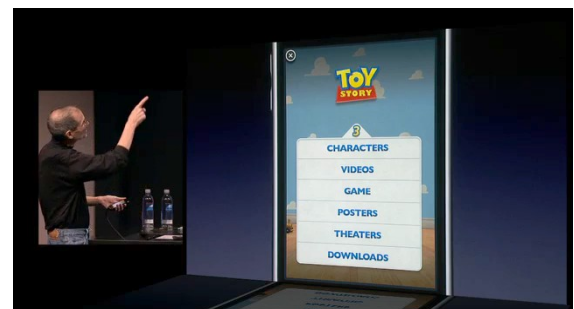 TOY
STORY
3
CHARACTERS
VIDEOS
GAME
POSTERS
THEATERS
DOWNLOADS